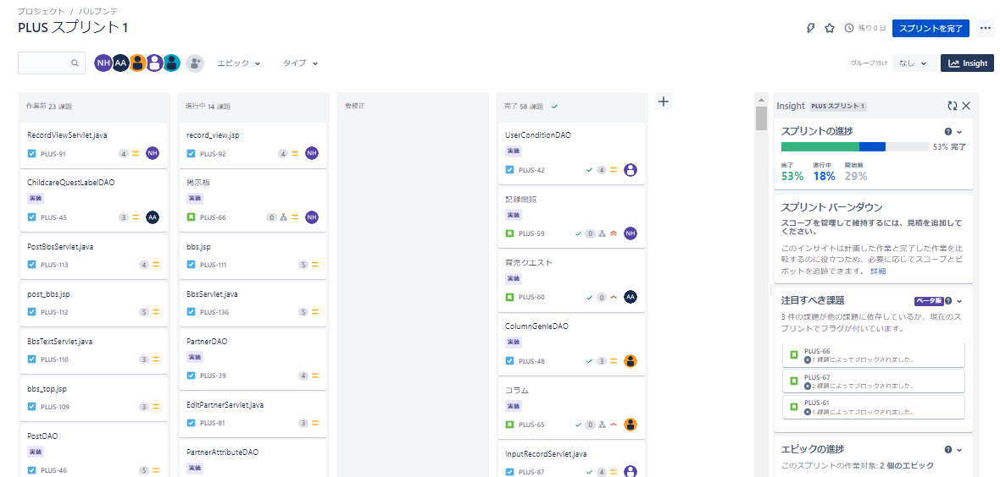 プロジェクト / バルブンテ
PLUS スプリント 1
残り 0 日
スプリントを完了
NH
AA
エピック
タイプ
グループ分け
なし
Insight
作業前 23 課題
RecordViewServlet.java
PLUS-91
4
NH
ChildcareQuestLabelDAO
実装
PLUS-45
3
AA
PostBbsServlet.java
PLUS-113
4
post_bbs.jsp
PLUS-112
5
BbsTextServlet.java
PLUS-110
3
bbs_top.jsp
PLUS-109
3
PostDAO
実装
PLUS-46
5
進行中 14 課題
record_view.jsp
PLUS-92
4
NH
掲示板
実装
PLUS-66
0
NH
bbs.jsp
PLUS-111
5
BbsServlet.java
PLUS-136
5
PartnerDAO
実装
PLUS-39
4
EditPartnerServlet.java
PLUS-81
3
PartnerAttributeDAO
実装
要修正
完了 58 課題
UserConditionDAO
実装
PLUS-42
4
記録閲覧
実装
PLUS-59
0
NH
育児クエスト
実装
PLUS-60
0
AA
ColumnGenleDAO
実装
PLUS-48
3
コラム
実装
PLUS-65
0
InputRecordServlet.java
PLUS-87
4
Insight
PLUS スプリント 1
スプリントの進捗
53% 完了
完了
進行中
開始前
53%
18%
29%
スプリント バーンダウン
スコープを管理して維持するには、見積を追加して
ください。
このインサイトは計画した作業と完了した作業を比
較するのに役立つため、必要に応じてスコープとピ
ボットを追跡できます。 詳細
注目すべき課題
ベータ版
3 件の課題が他の課題に依存しているか、現在のス
プリントでフラグが付いています。
PLUS-66
1 課題によってブロックされました。
PLUS-67
2 課題によってブロックされました。
PLUS-61
1 課題によってブロックされました。
エピックの進捗
このスプリントの作業対象: 2 個のエピック